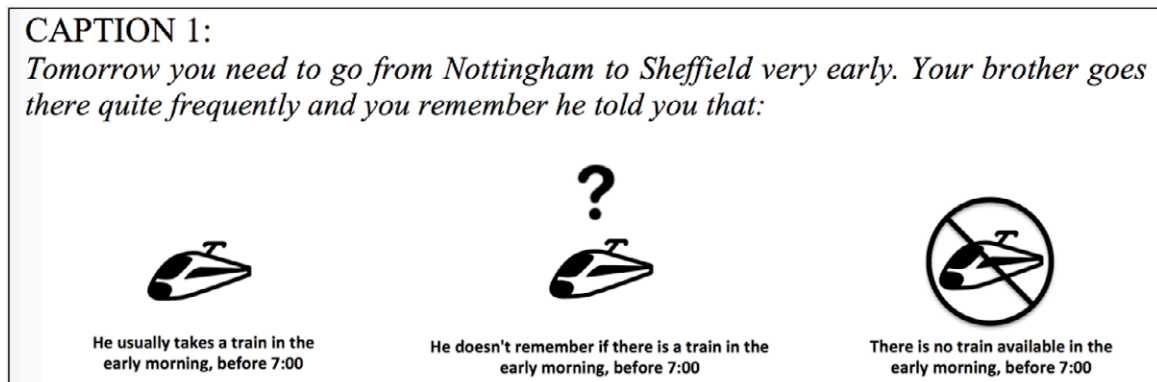 CAPTION 1:
Tomorrow you need to go from Nottingham to Sheffield very early. Your brother goes
there quite frequently and you remember he told you that:
?
He usually takes a train in the
early morning, before 7:00
He doesn't remember if there is a train in the
early morning, before 7:00
There is no train available in the
early morning, before 7:00